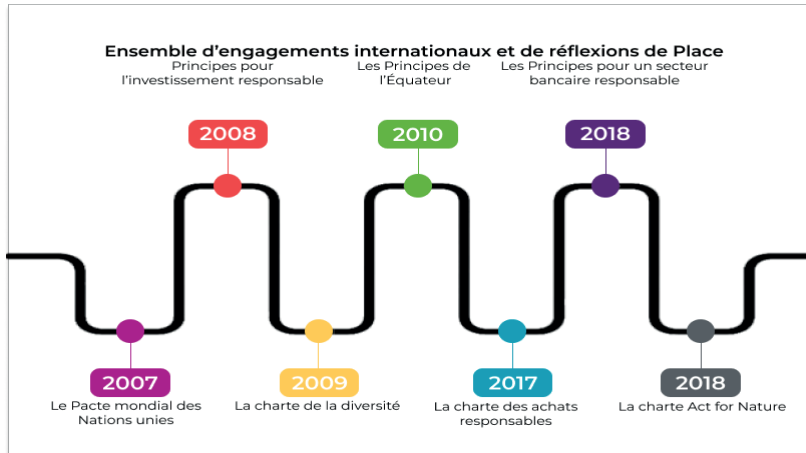 Ensemble d'engagements internationaux et de réflexions de Place
Principes pour
l'investissement responsable
Les Principes de
l'Équateur
Les Principes pour un secteur
bancaire responsable
2008
2010
2018
2007
2009
2017
2018
Le Pacte mondial des
Nations unies
La charte de la diversité
La charte des achats
responsables
La charte Act for Nature